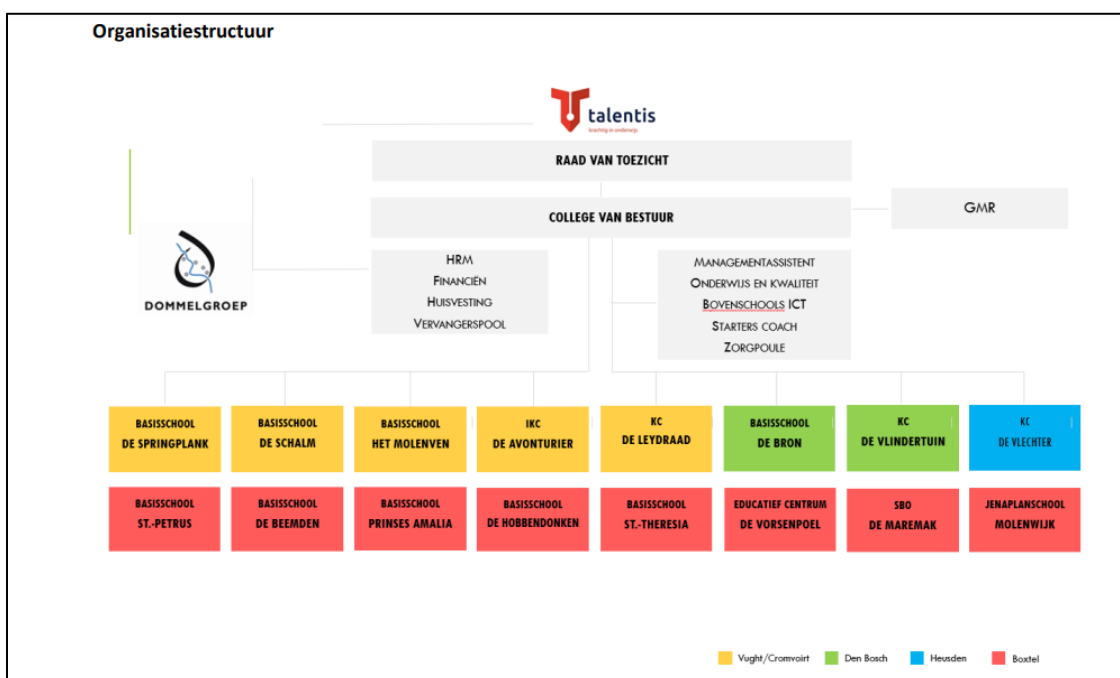 Organisatiestructuur
talentis
krachtig in onderwijs
RAAD VAN TOEZICHT
COLLEGE VAN BESTUUR
GMR
DOMMELGROEP
HRM
FINANCIËN
HUISVESTING
VERVANGERSPOOL
MANAGEMENTASSISTENT
ONDERWIJS EN KWALITEIT
BOVENSCHOOLS ICT
STARTERS COACH
ZORGPOULE
BASISSCHOOL
DE SPRINGPLANK
BASISSCHOOL
DE SCHALM
BASISSCHOOL
HET MOLENVEN
IKC
DE AVONTURIER
KC
DE LEYDRAAD
BASISSCHOOL
DE BRON
KC
DE VLINDERTUIN
KC
DE VLECHTER
BASISSCHOOL
ST.-PETRUS
BASISSCHOOL
DE BEEMDEN
BASISSCHOOL
PRINSES AMALIA
BASISSCHOOL
DE HOBBENDONKEN
BASISSCHOOL
ST.-THERESIA
EDUCATIEF CENTRUM
DE VORSENPOEL
SBO
DE MAREMAK
JENAPLANSCHOOL
MOLENWIJK
Vught/Cromvoirt
Den Bosch
Heusden
Boxtel